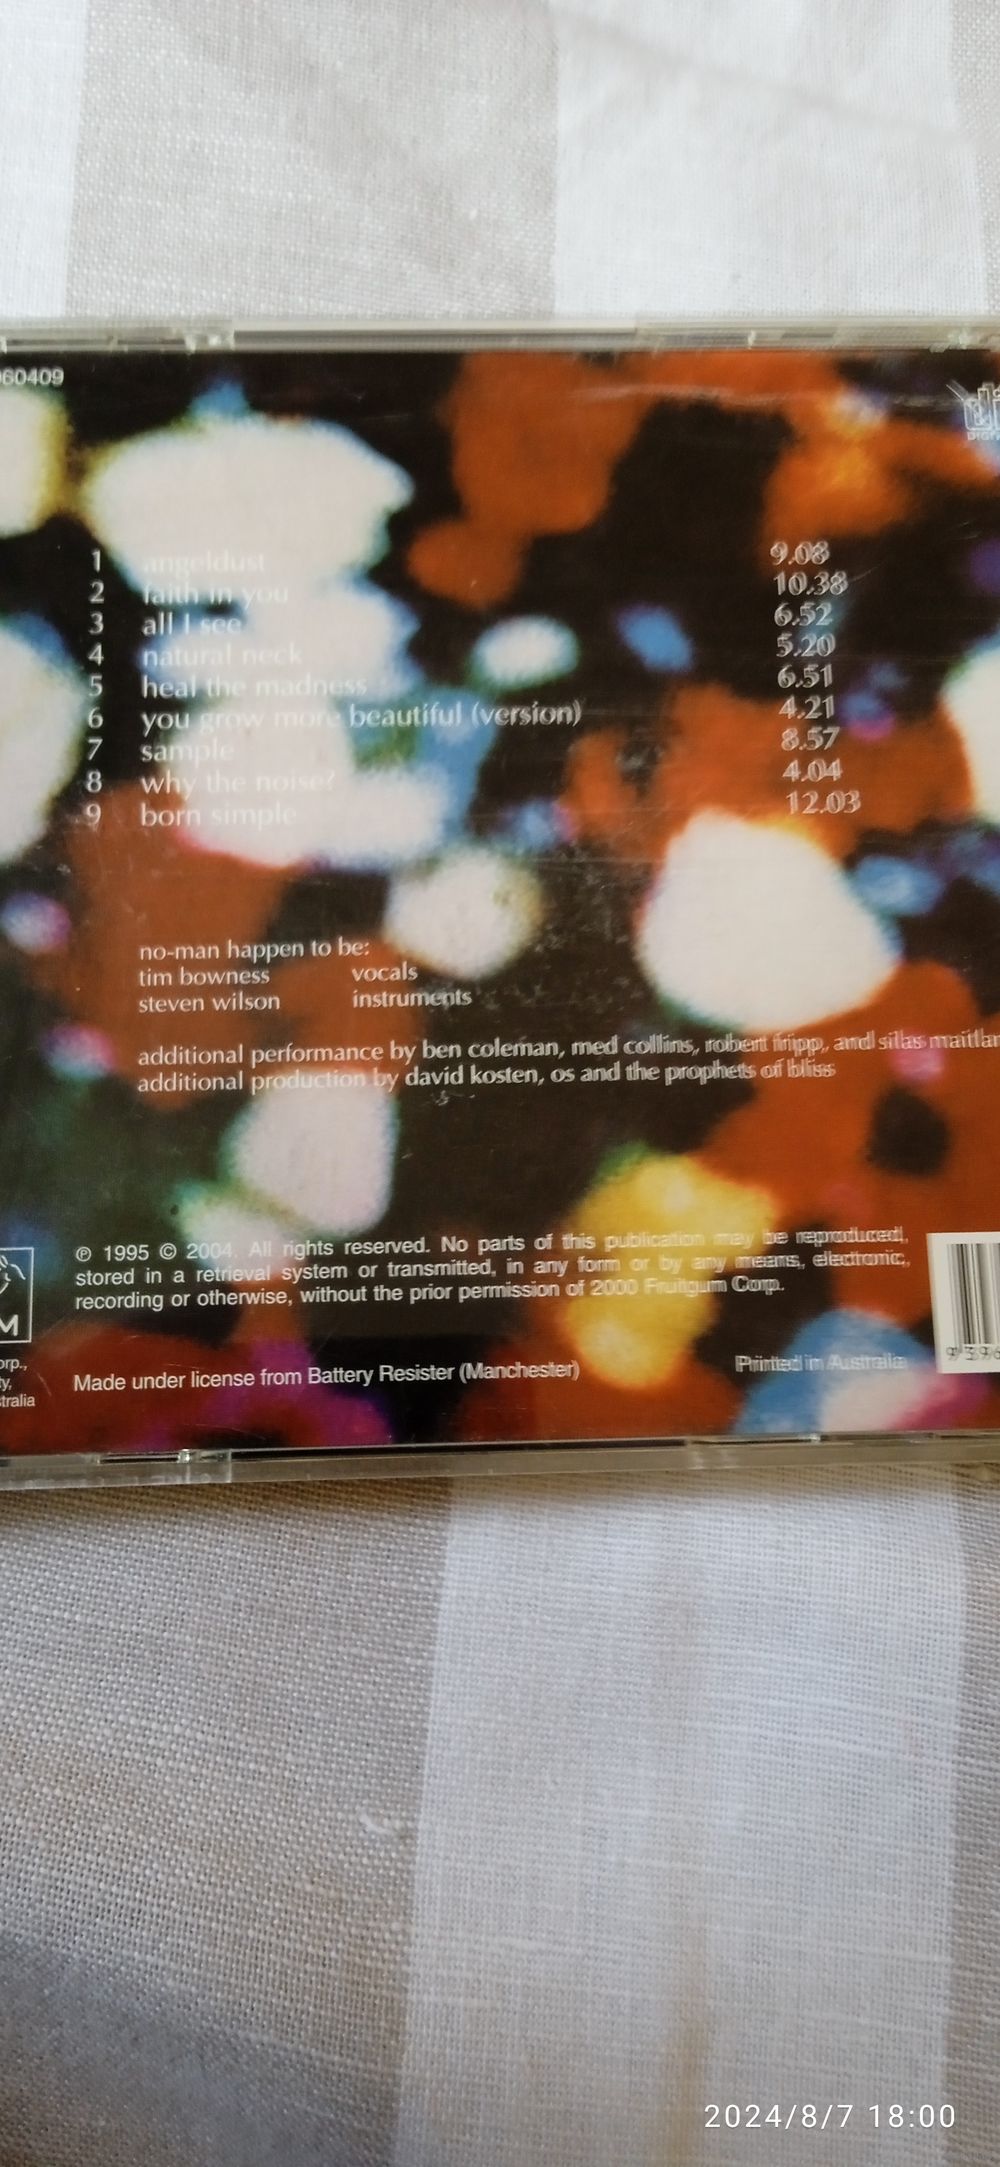 060409
1 angeldust 9.08
2 faith in you 10.38
3 all I see 6.52
4 natural neck 5.20
5 heal the madness 6.51
6 you grow more beautiful (version) 4.21
7 sample 8.57
8 why the noise? 4.04
9 born simple 12.03
no-man happen to be:
tim bowness vocals
steven wilson instruments
additional performance by ben coleman, med collins, robert fripp, and silas maitlan
additional production by david kosten, os and the prophets of bliss
℗ 1995 © 2004. All rights reserved. No parts of this publication may be reproduced,
stored in a retrieval system or transmitted, in any form or by any means, electronic,
recording or otherwise, without the prior permission of 2000 Fruitgum Corp.
M
orp.,
ty,
tralia
Made under license from Battery Resister (Manchester)
Printed in Australia
9 396
2024/8/7 18:00